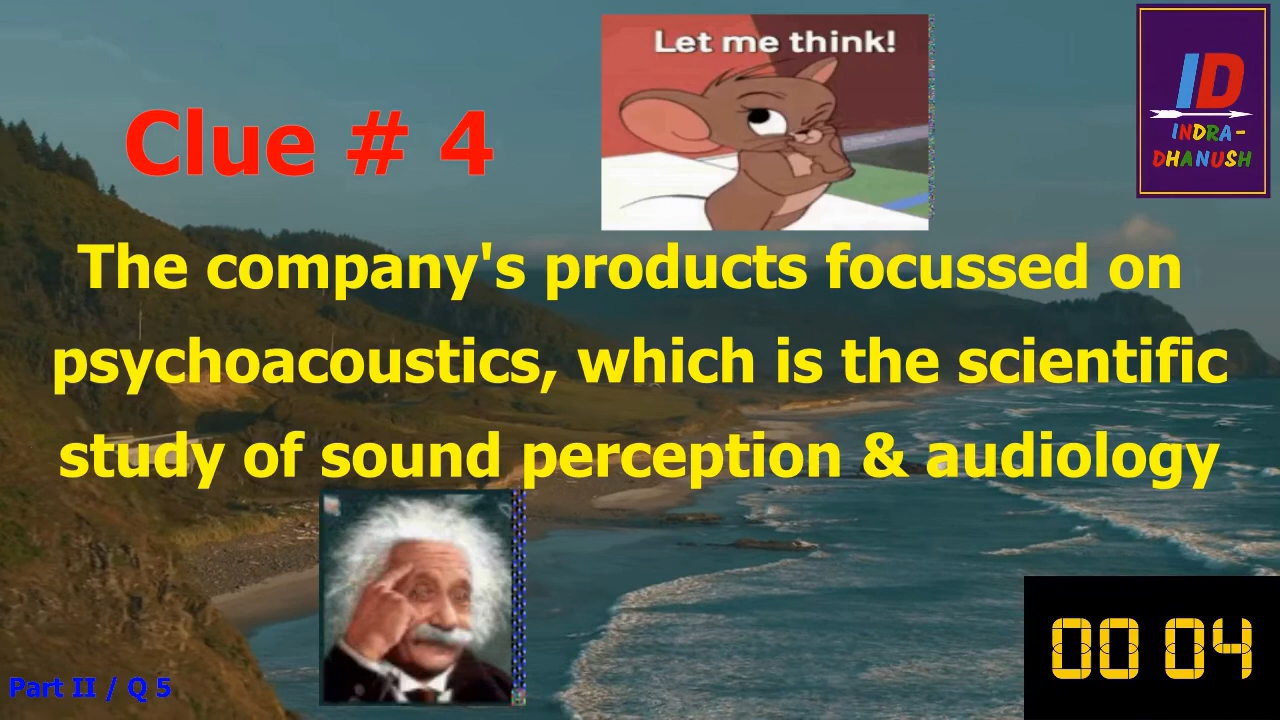 Let me think!
ID
INDRA-
DHANUSH
Clue # 4
The company's products focussed on
psychoacoustics, which is the scientific
study of sound perception & audiology
00 04
Part II / Q 5